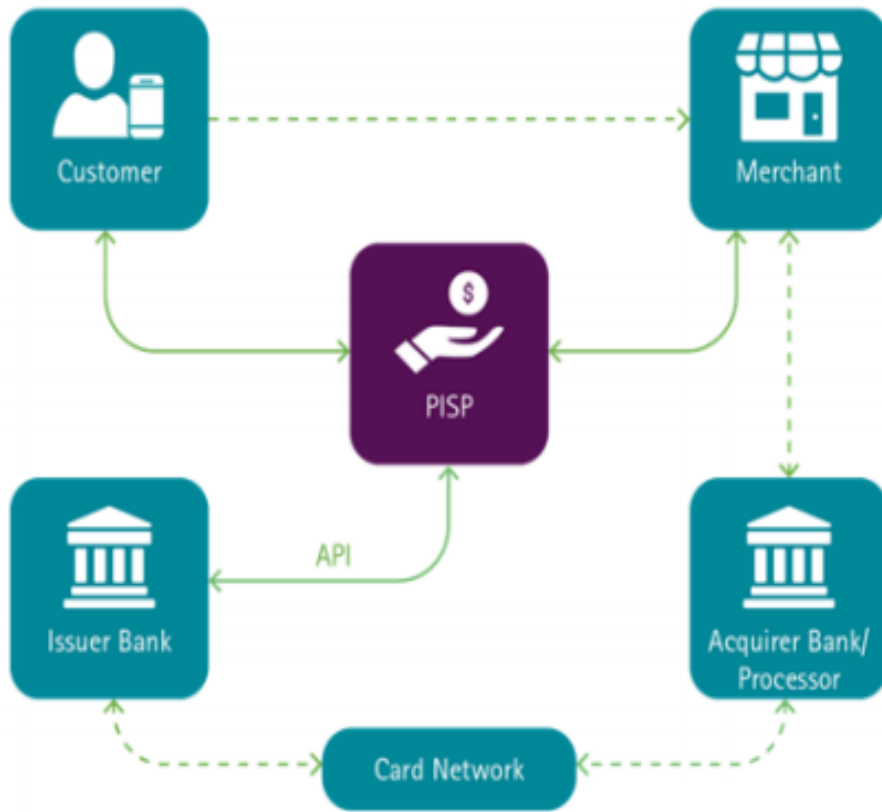 Customer
Merchant
$
PISP
API
Issuer Bank
Acquirer Bank/
Processor
Card Network